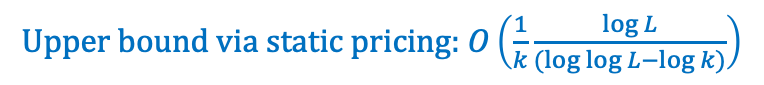 Upper bound via static pricing: O(1/k log L/(log log L−log k))